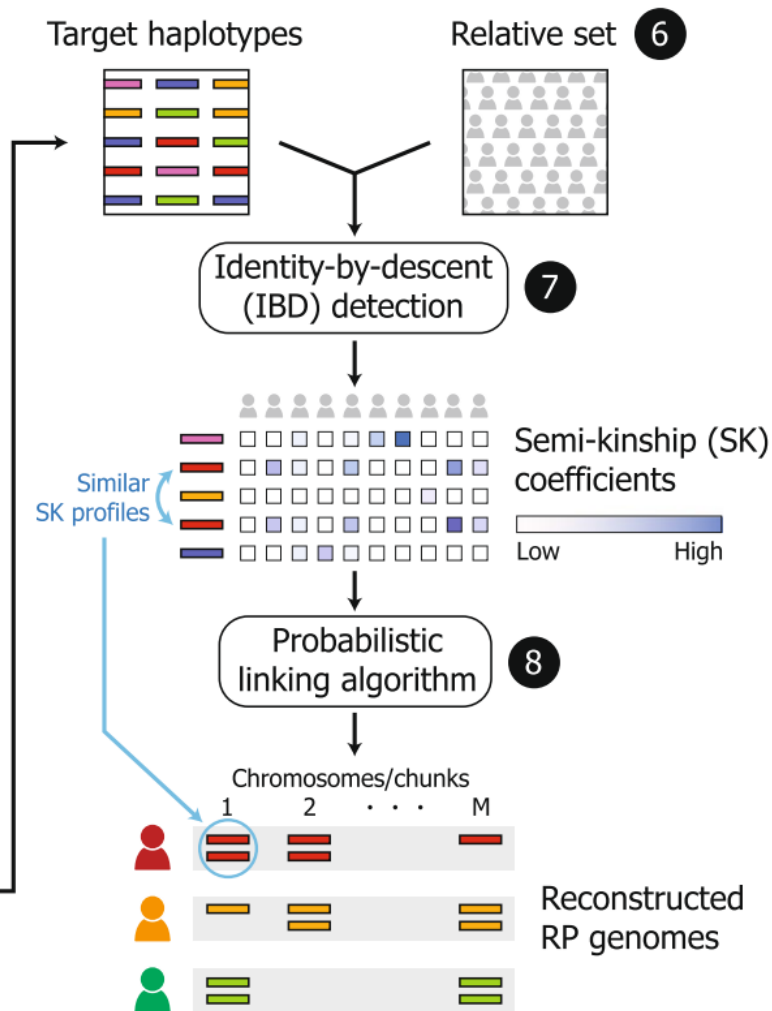 Target haplotypes
Relative set 6
Identity-by-descent
(IBD) detection
7
Semi-kinship (SK)
coefficients
Similar
SK profiles
Low High
Probabilistic
linking algorithm
8
Chromosomes/chunks
1 2 · · · M
Reconstructed
RP genomes